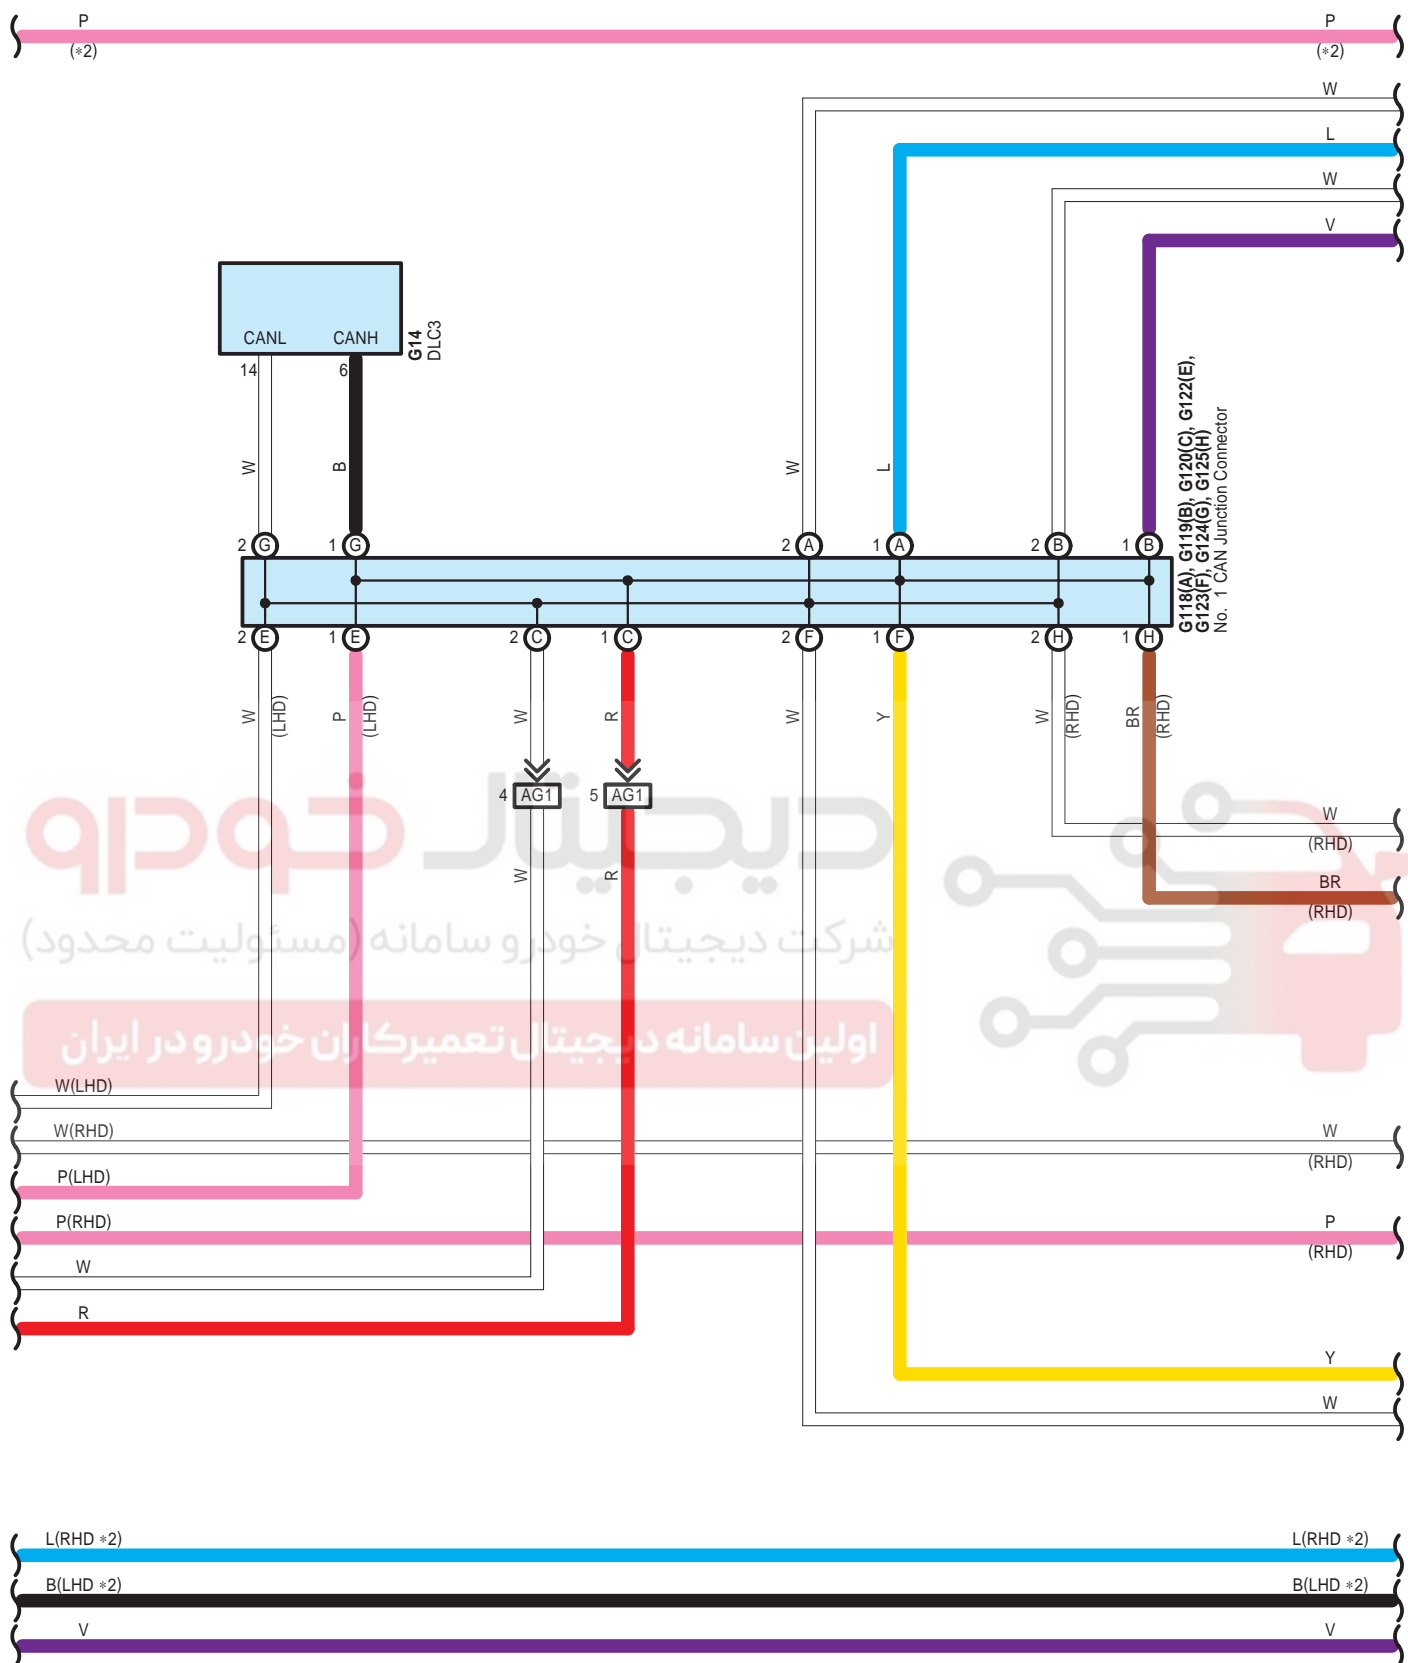 P P
(*2) (*2)
W
L
W
V
CANL CANH
G14
DLC3
14 6
W B W L
G118(A), G119(B), G120(C), G122(E),
G123(F), G124(G), G125(H)
No. 1 CAN Junction Connector
2 G 1 G 2 A 1 A 2 B 1 B
2 E 1 E 2 C 1 C 2 F 1 F 2 H 1 H
W (LHD) P (LHD) W R W Y W (RHD) BR (RHD)
4 AG1 5 AG1
دیجیتال خودرو
W
(RHD)
W R
BR
(RHD)
شرکت دیجیتال خودرو سامانه (مسئولیت محدود)
اولین سامانه دیجیتال تعمیرکاران خودرو در ایران
W(LHD)
W(RHD) W
(RHD)
P(LHD)
P(RHD) P
(RHD)
W
R
Y
W
L(RHD *2) L(RHD *2)
B(LHD *2) B(LHD *2)
V V